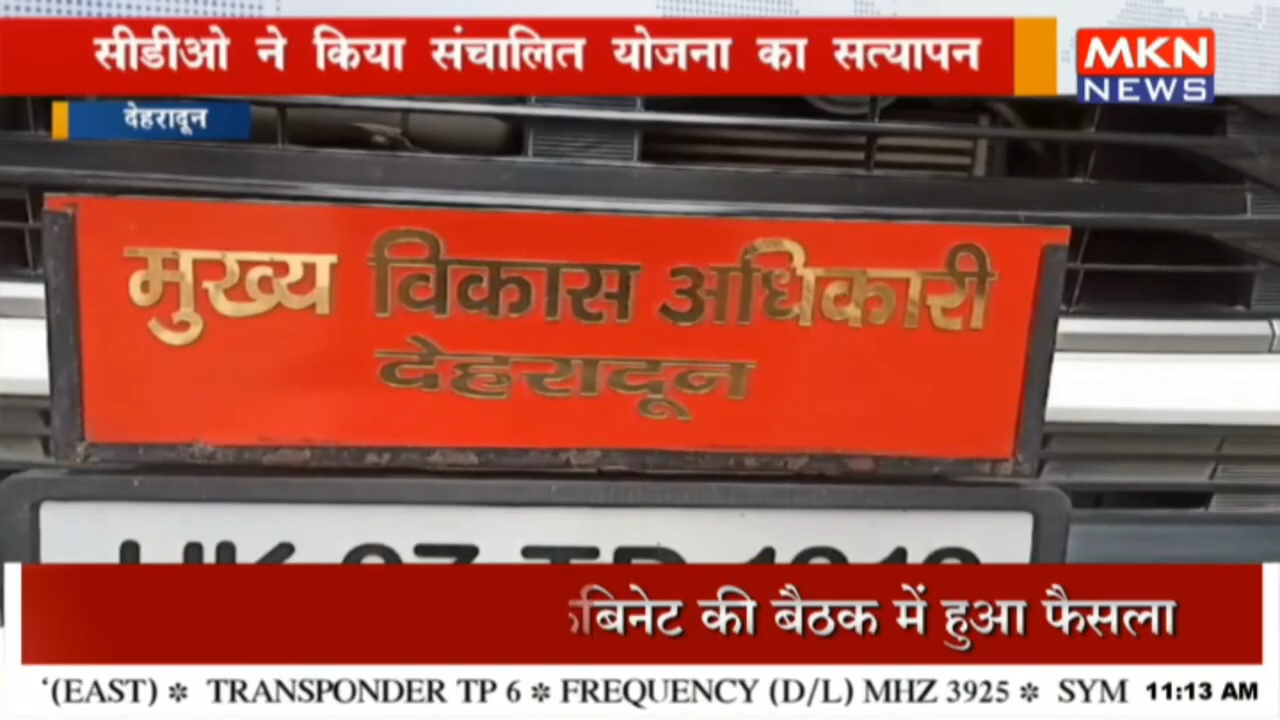 सीडीओ ने किया संचालित योजना का सत्यापन
MKN
NEWS
देहरादून
मुख्य विकास अधिकारी
देहरादून
की बैठक में हुआ फैसला
‘(EAST) ✻ TRANSPONDER TP 6 ✻ FREQUENCY (D/L) MHZ 3925 ✻ SYM 11:13 AM